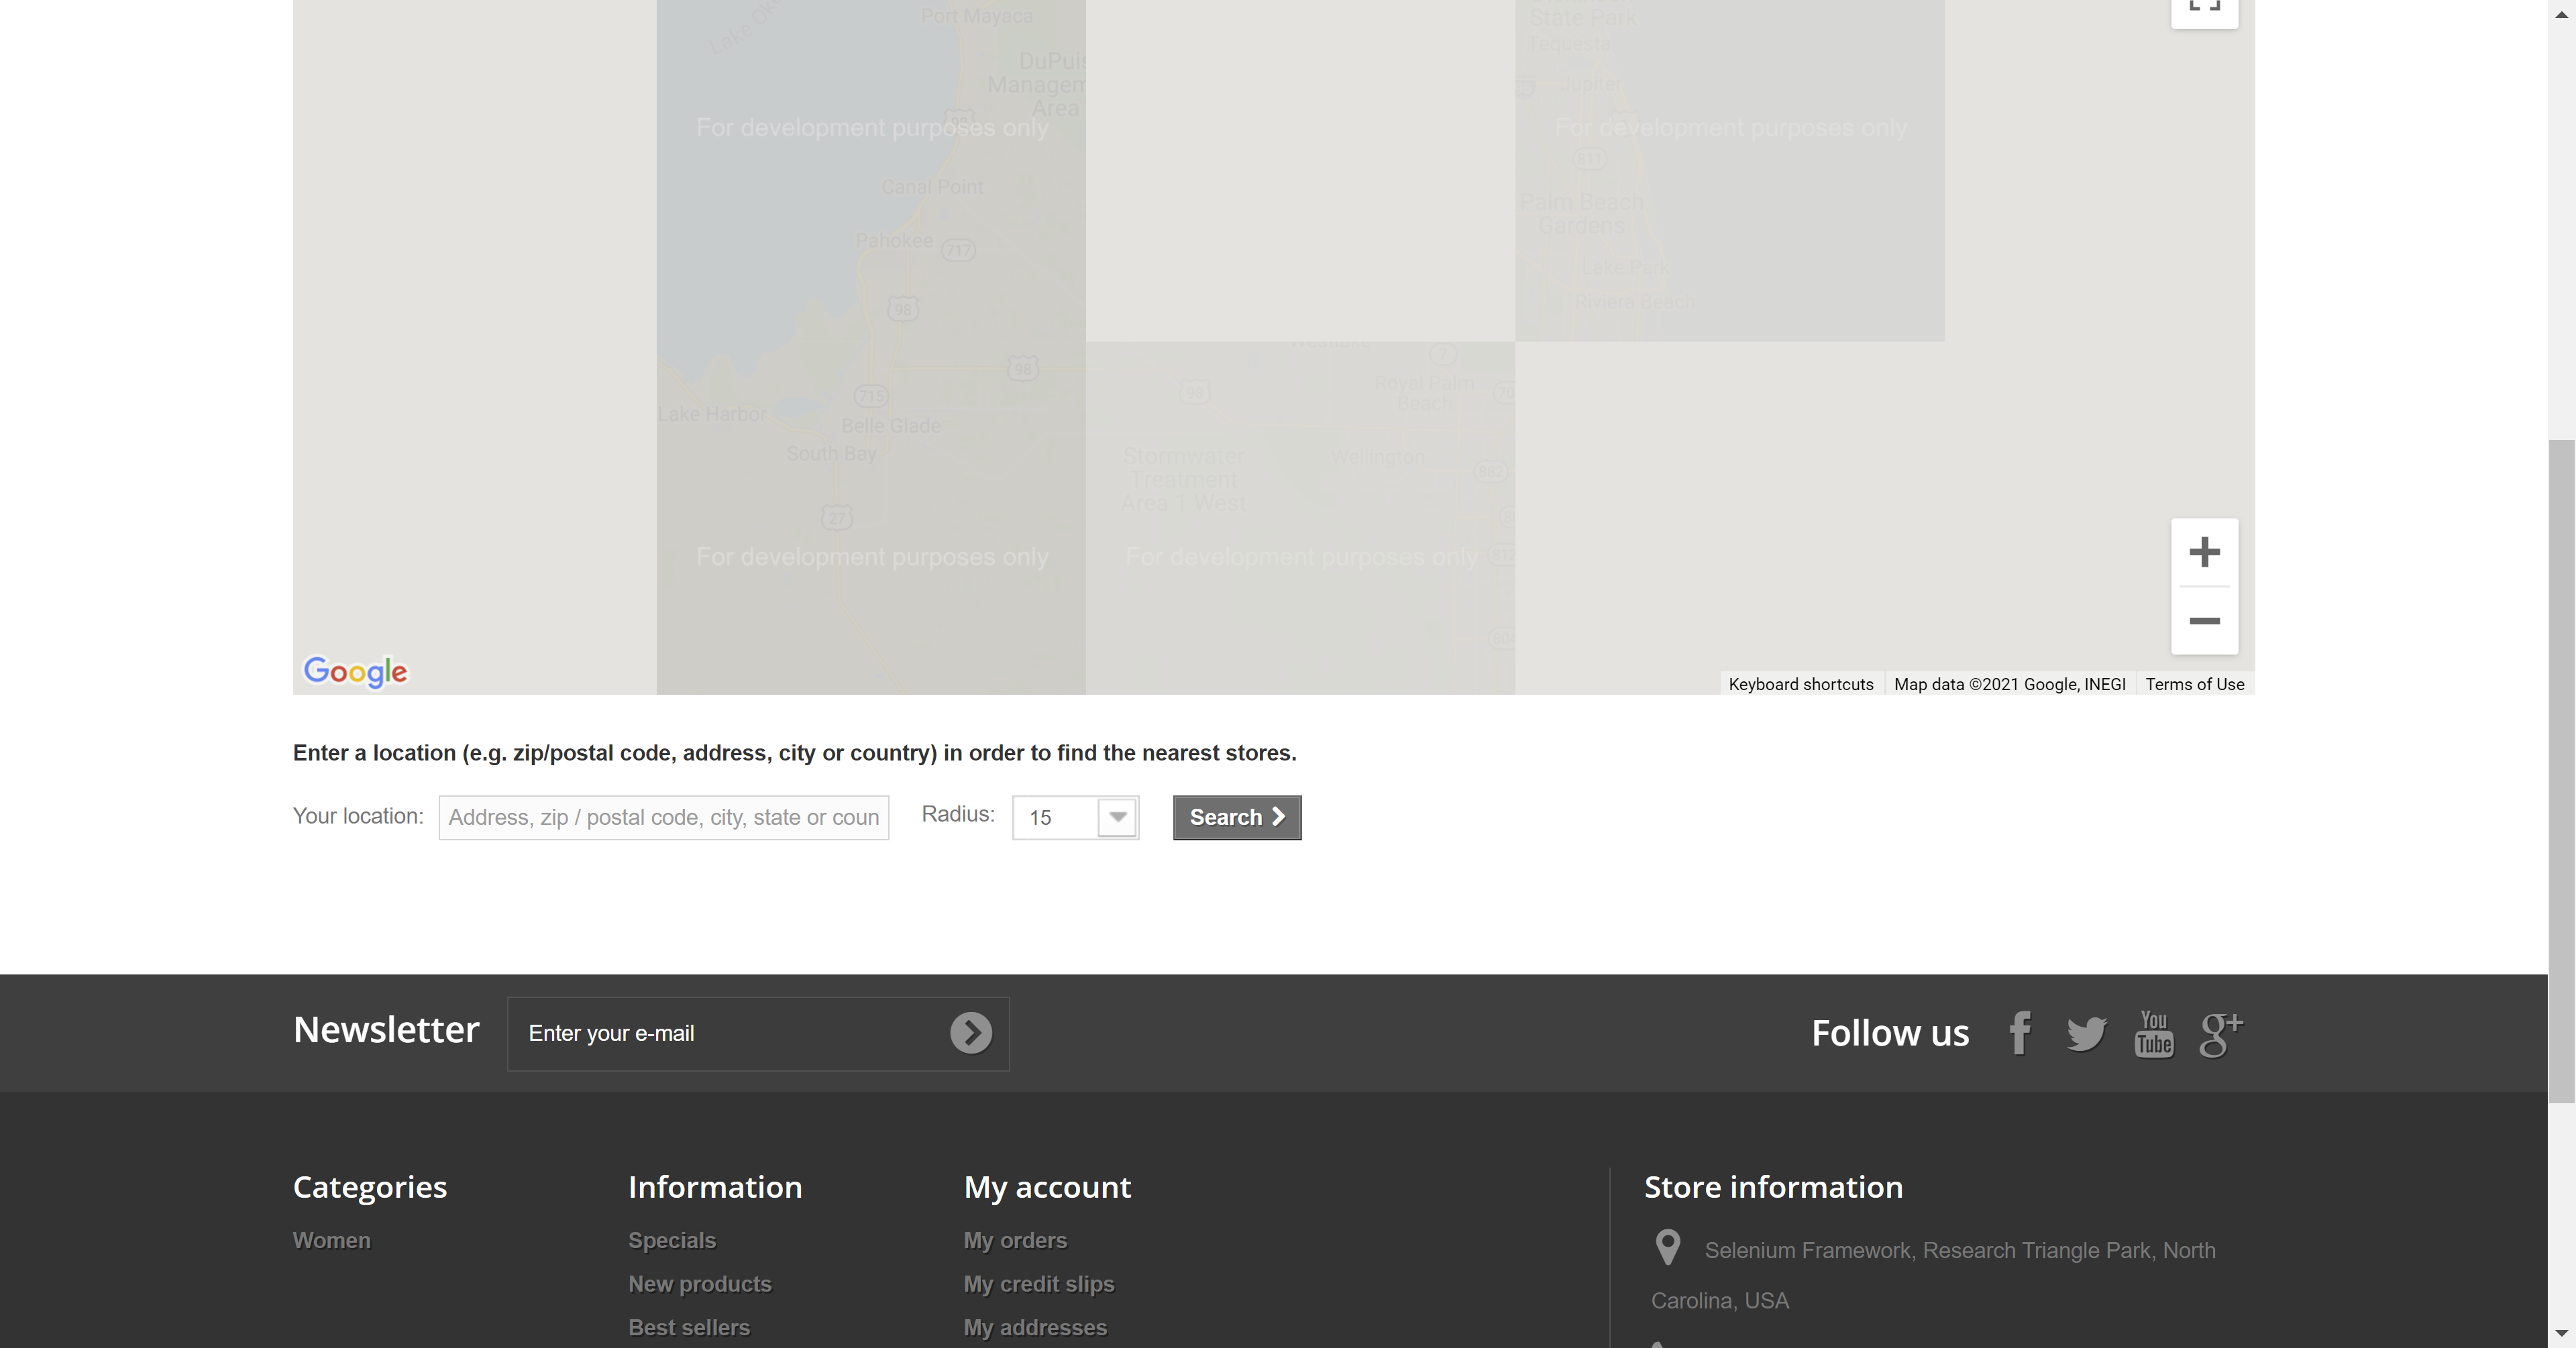 Port Mayaca
State Park
Tequesta
DuPuis
Managem
Area
Jupiter
For development purposes only
For development purposes only
811
Canal Point
Palm Beach
Gardens
Pahokee
717
Lake Park
Riviera Beach
98
7
98
Royal Palm
Beach
715
Lake Harbor
Belle Glade
South Bay
Stormwater
Treatment
Area 1 West
Wellington
882
27
For development purposes only
For development purposes only
Google
Keyboard shortcuts
Map data ©2021 Google, INEGI
Terms of Use
Enter a location (e.g. zip/postal code, address, city or country) in order to find the nearest stores.
Your location:
Address, zip / postal code, city, state or coun
Radius:
15
Search
Newsletter
Enter your e-mail
Follow us
You
Tube
g+
Categories
Information
My account
Store information
Women
Specials
My orders
Selenium Framework, Research Triangle Park, North
Carolina, USA
New products
My credit slips
Best sellers
My addresses